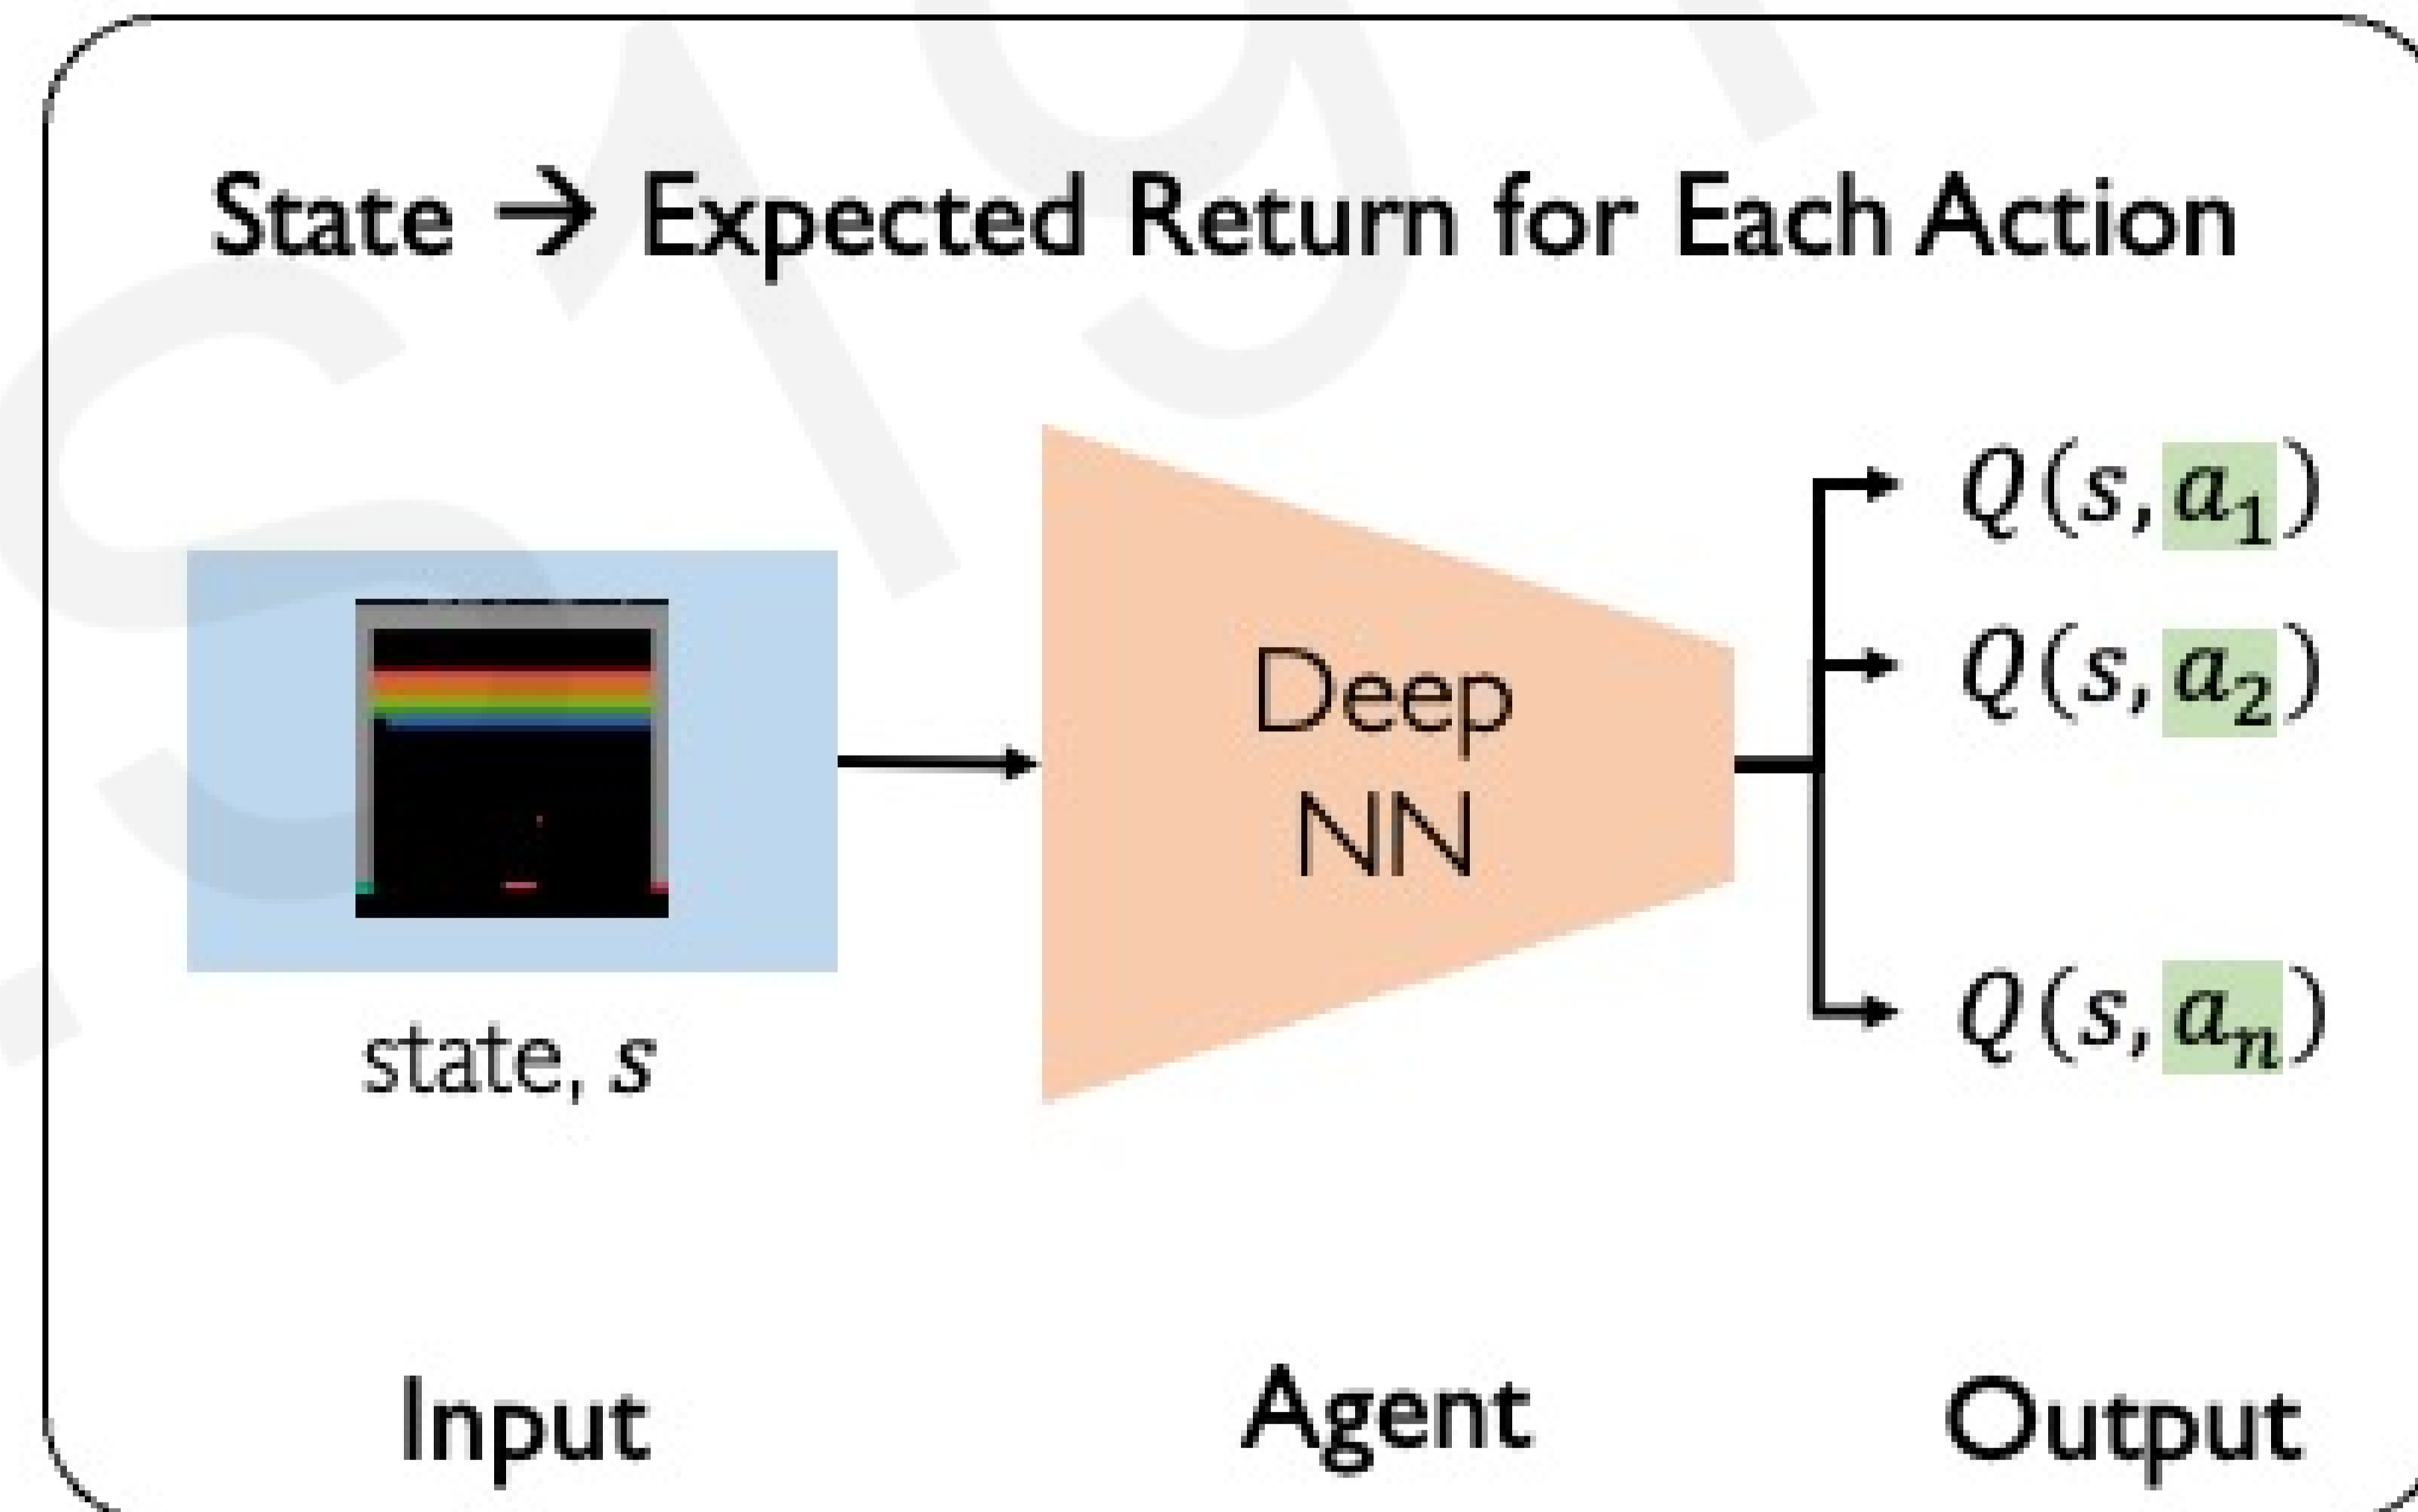 State → Expected Return for Each Action
Q(s, a₁)
Q(s, a₂)
Deep
NN
Q(s, aₙ)
state, s
Input Agent Output